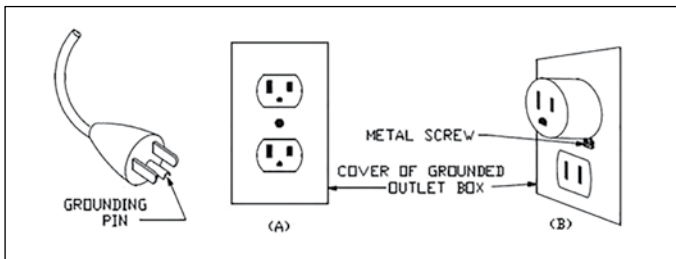 GROUNDING
PIN
(A)
METAL SCREW
COVER OF GROUNDED
OUTLET BOX
(B)